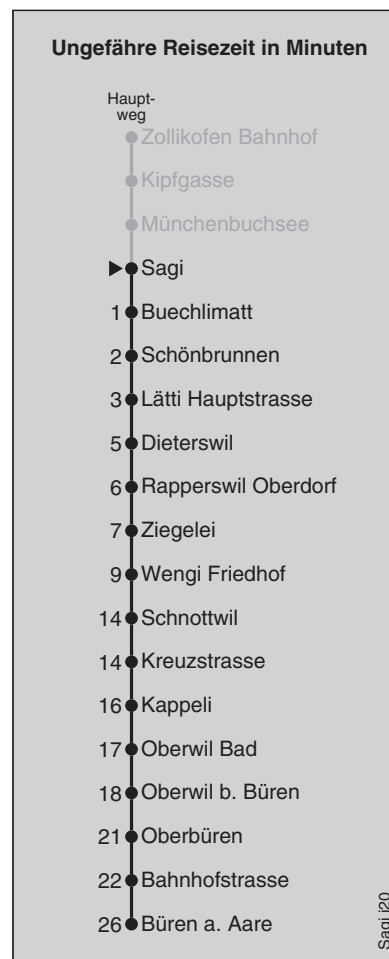 Ungefähre Reisezeit in Minuten
Haupt-
weg
Zollikofen Bahnhof
Kipfgasse
Münchenbuchsee
Sagi
1 Buechlimatt
2 Schönbrunnen
3 Lätti Hauptstrasse
5 Dieterswil
6 Rapperswil Oberdorf
7 Ziegelei
9 Wengi Friedhof
14 Schnottwil
14 Kreuzstrasse
16 Kappeli
17 Oberwil Bad
18 Oberwil b. Büren
21 Oberbüren
22 Bahnhofstrasse
26 Büren a. Aare
Sagi j20